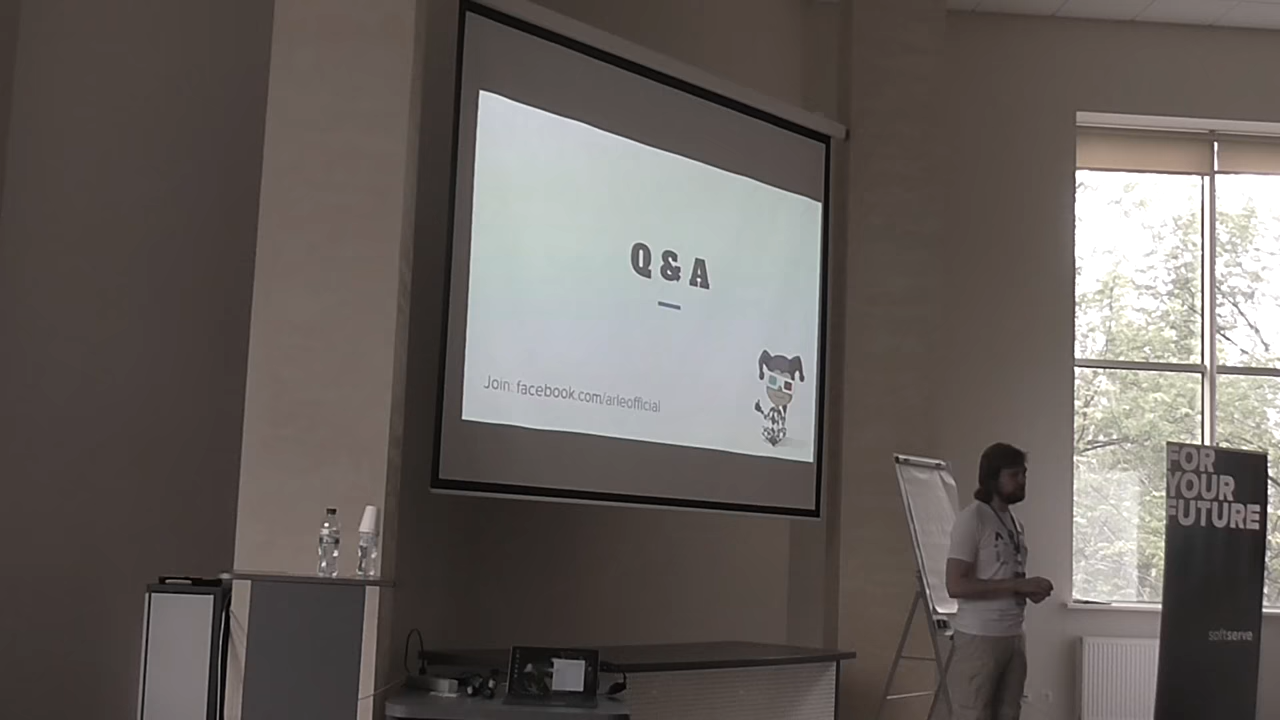 Q & A
Join: facebook.com/arleofficial
FOR
YOUR
FUTURE
softserve